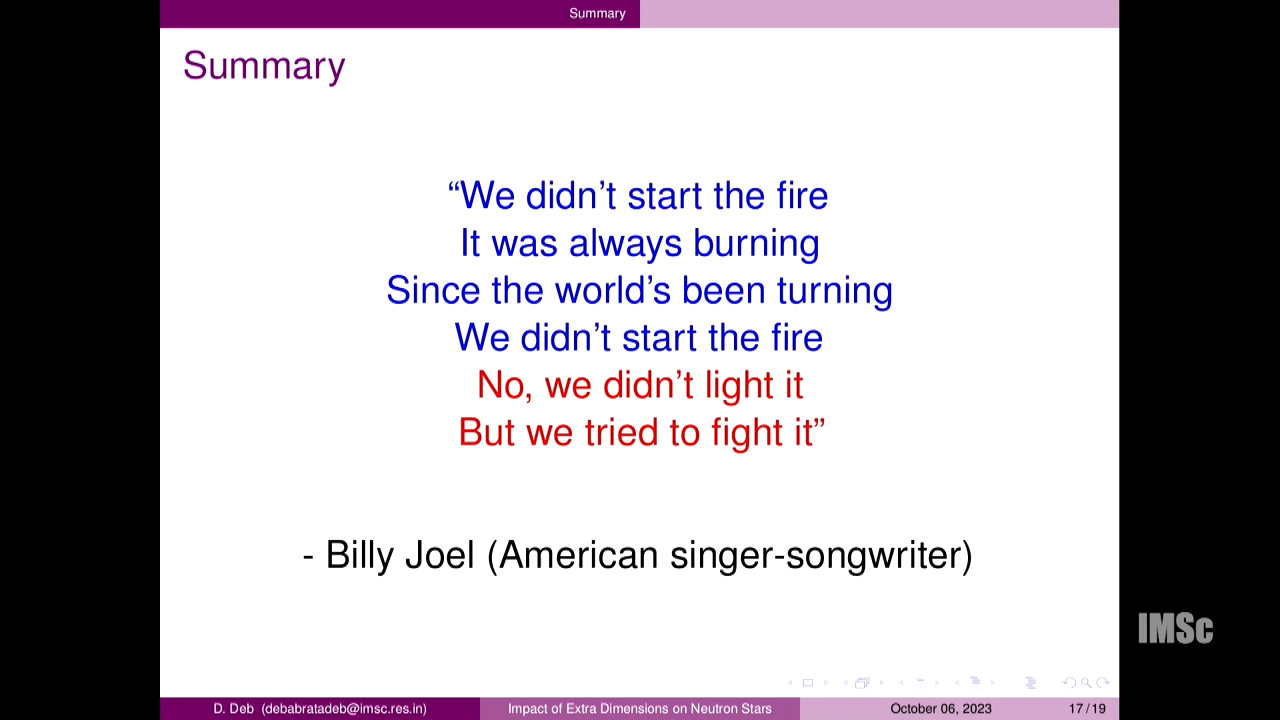 Summary
Summary
“We didn’t start the fire
It was always burning
Since the world’s been turning
We didn’t start the fire
No, we didn’t light it
But we tried to fight it”
- Billy Joel (American singer-songwriter)
IMSc
D. Deb (debabratadeb@imsc.res.in) Impact of Extra Dimensions on Neutron Stars October 06, 2023 17 / 19